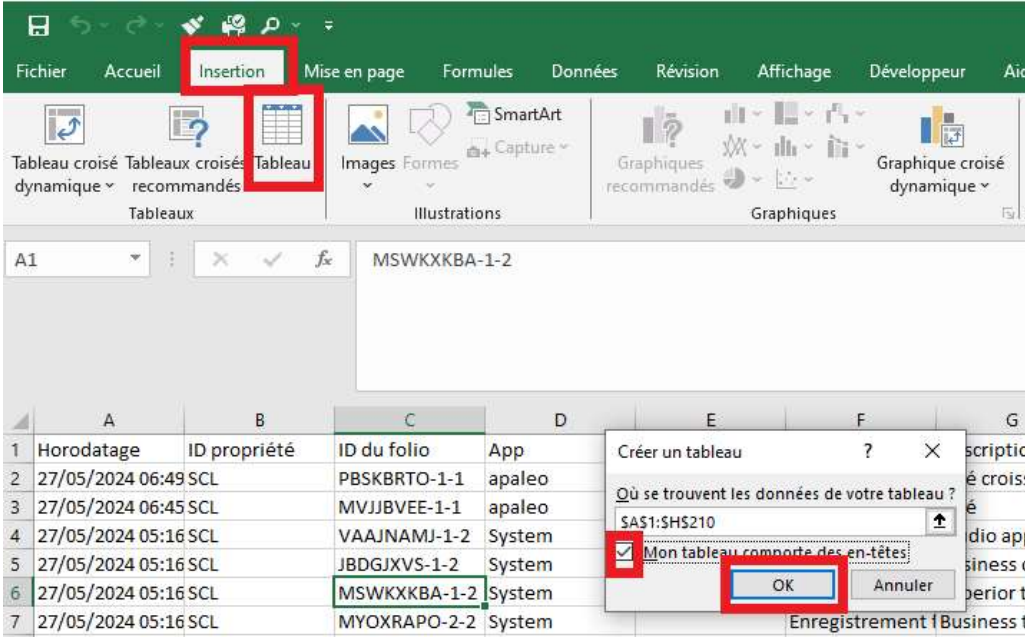 Fichier Accueil Insertion Mise en page Formules Données Révision Affichage Développeur
SmartArt
Capture
Tableau croisé dynamique
Tableaux croisés recommandés
Tableau
Images
Formes
Graphiques recommandés
Graphique croisé dynamique
Tableaux Illustrations Graphiques
A1 fx MSWKXKBA-1-2
A B C D E F G
1 Horodatage ID propriété ID du folio App
2 27/05/2024 06:49 SCL PBSKBRTO-1-1 apaleo
3 27/05/2024 06:45 SCL MVJJBVEE-1-1 apaleo
4 27/05/2024 05:16 SCL VAAJNAMJ-1-2 System
5 27/05/2024 05:16 SCL JBDGJXVS-1-2 System
6 27/05/2024 05:16 SCL MSWKXKBA-1-2 System
7 27/05/2024 05:16 SCL MYOXRAPO-2-2 System Enregistrement Business
Créer un tableau ? ×
Où se trouvent les données de votre tableau ?
$A$1:$H$210
Mon tableau comporte des en-têtes
OK Annuler